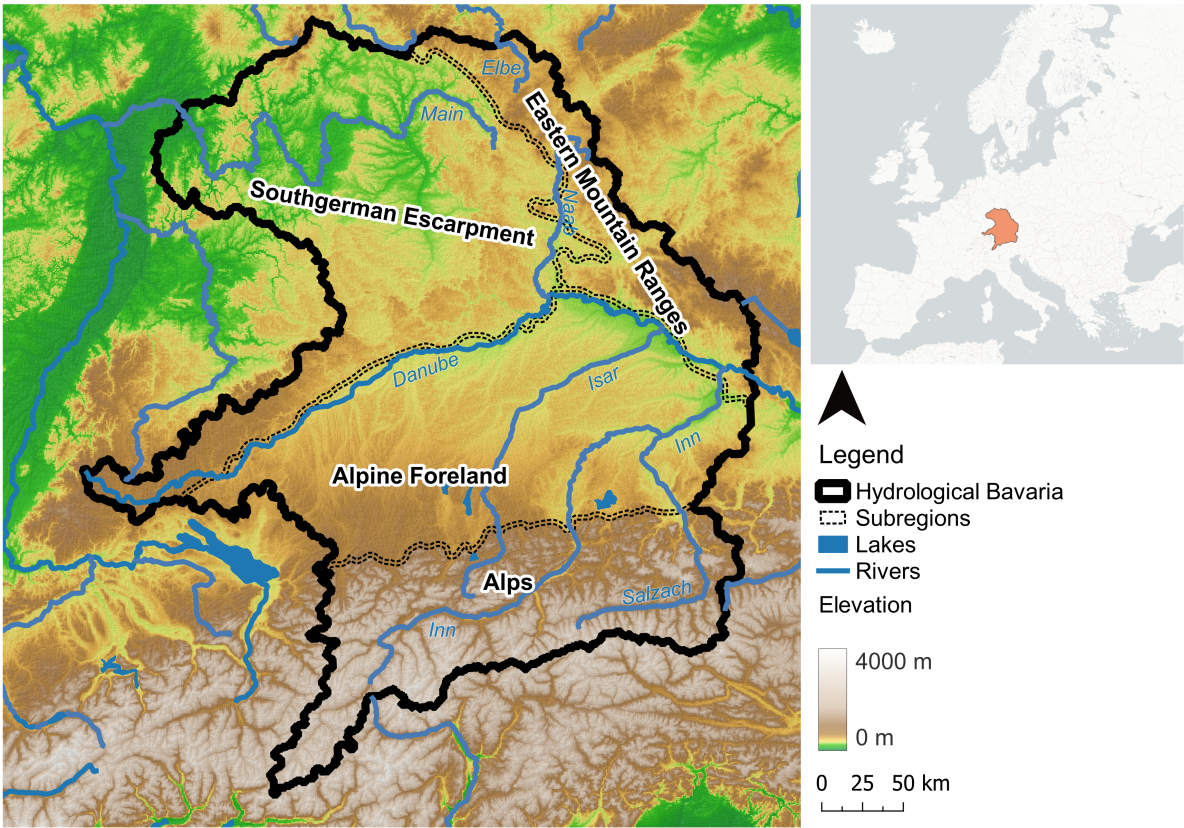 Elbe
Main
Eastern Mountain Ranges
Southgerman Escarpment
Naab
Danube
Isar
Inn
Alpine Foreland
Alps
Salzach
Inn
Legend
Hydrological Bavaria
Subregions
Lakes
Rivers
Elevation
4000 m
0 m
0 25 50 km